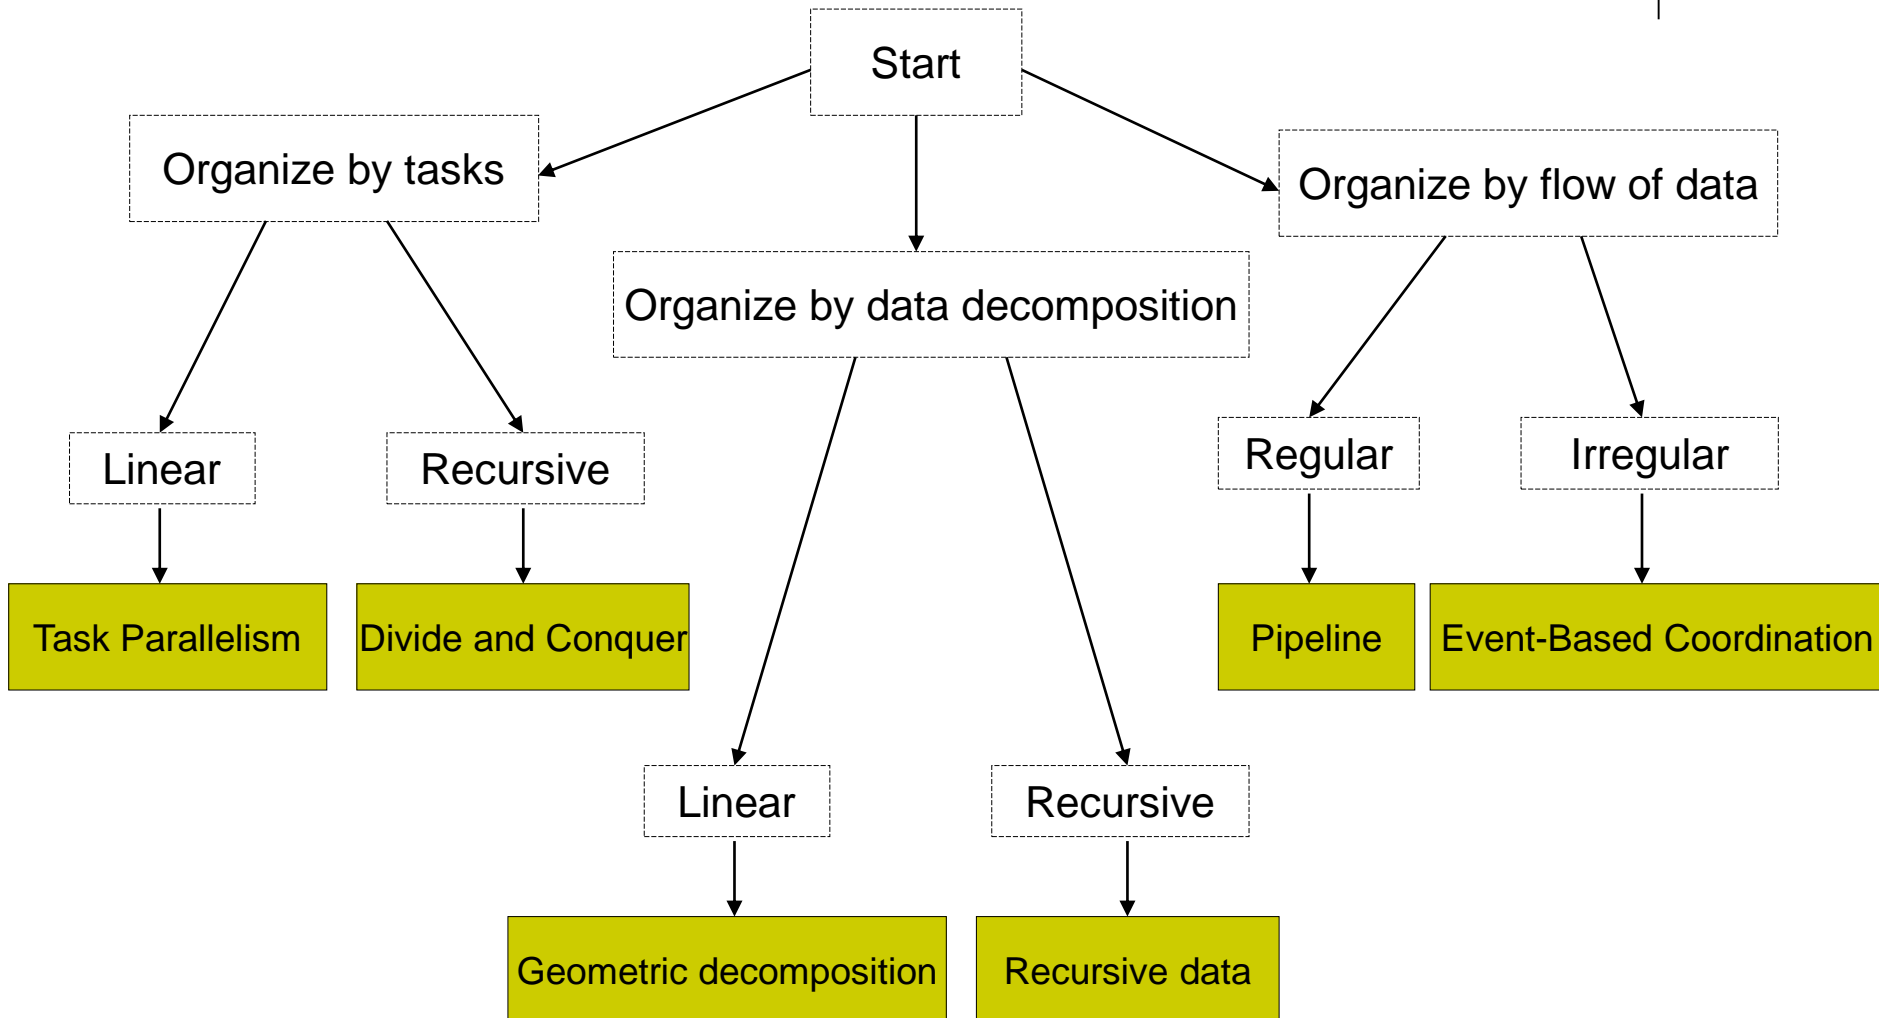 Start
Organize by tasks
Organize by flow of data
Organize by data decomposition
Linear
Recursive
Regular
Irregular
Task Parallelism
Divide and Conquer
Pipeline
Event-Based Coordination
Linear
Recursive
Geometric decomposition
Recursive data